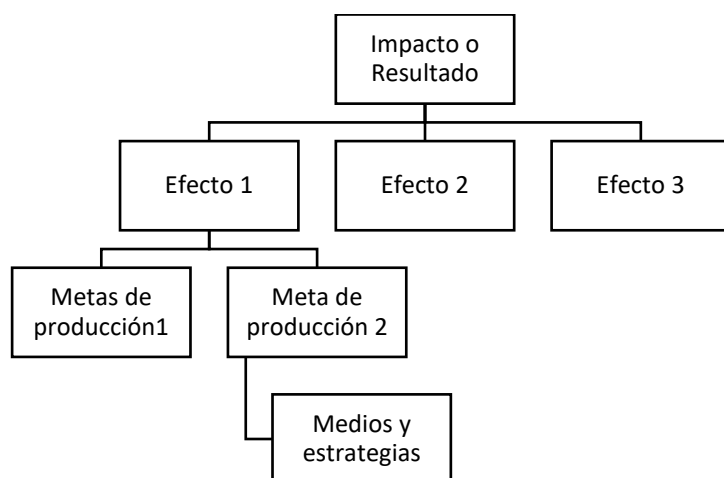 Impacto o
Resultado
Efecto 1
Efecto 2
Efecto 3
Metas de
producción1
Meta de
producción 2
Medios y
estrategias